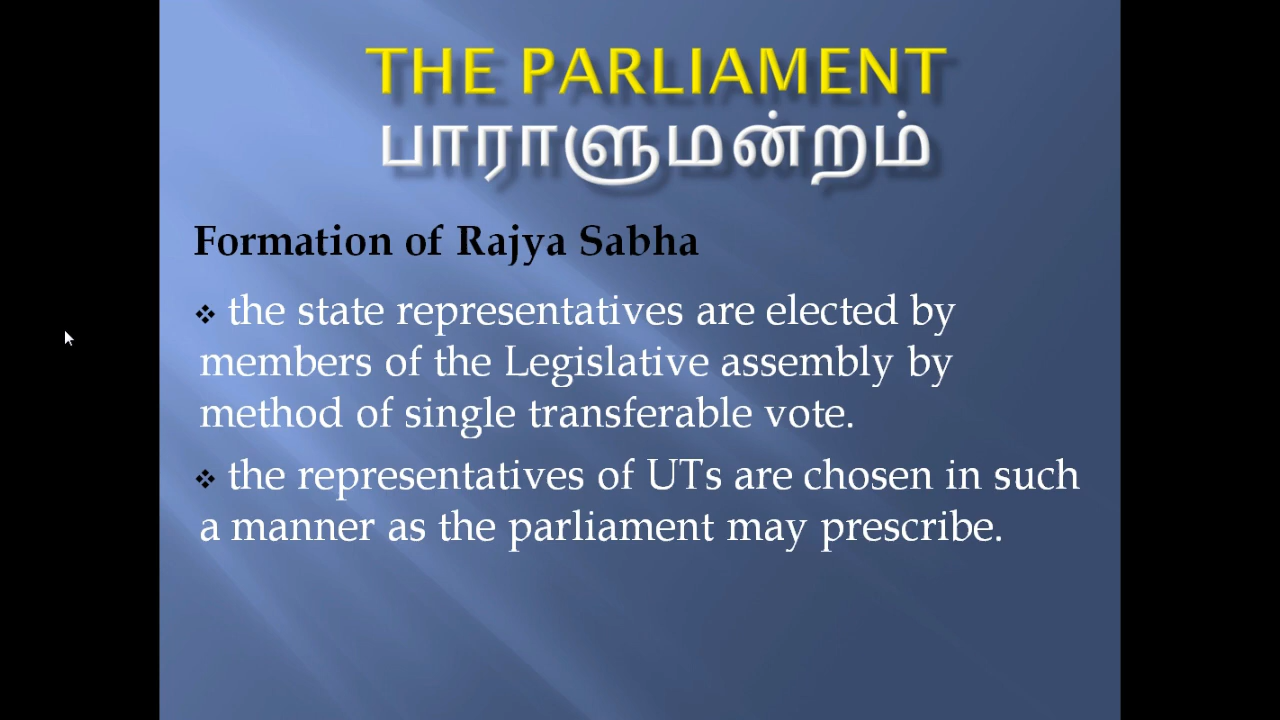 THE PARLIAMENT
பாராளுமன்றம்
Formation of Rajya Sabha
❖ the state representatives are elected by
members of the Legislative assembly by
method of single transferable vote.
❖ the representatives of UTs are chosen in such
a manner as the parliament may prescribe.